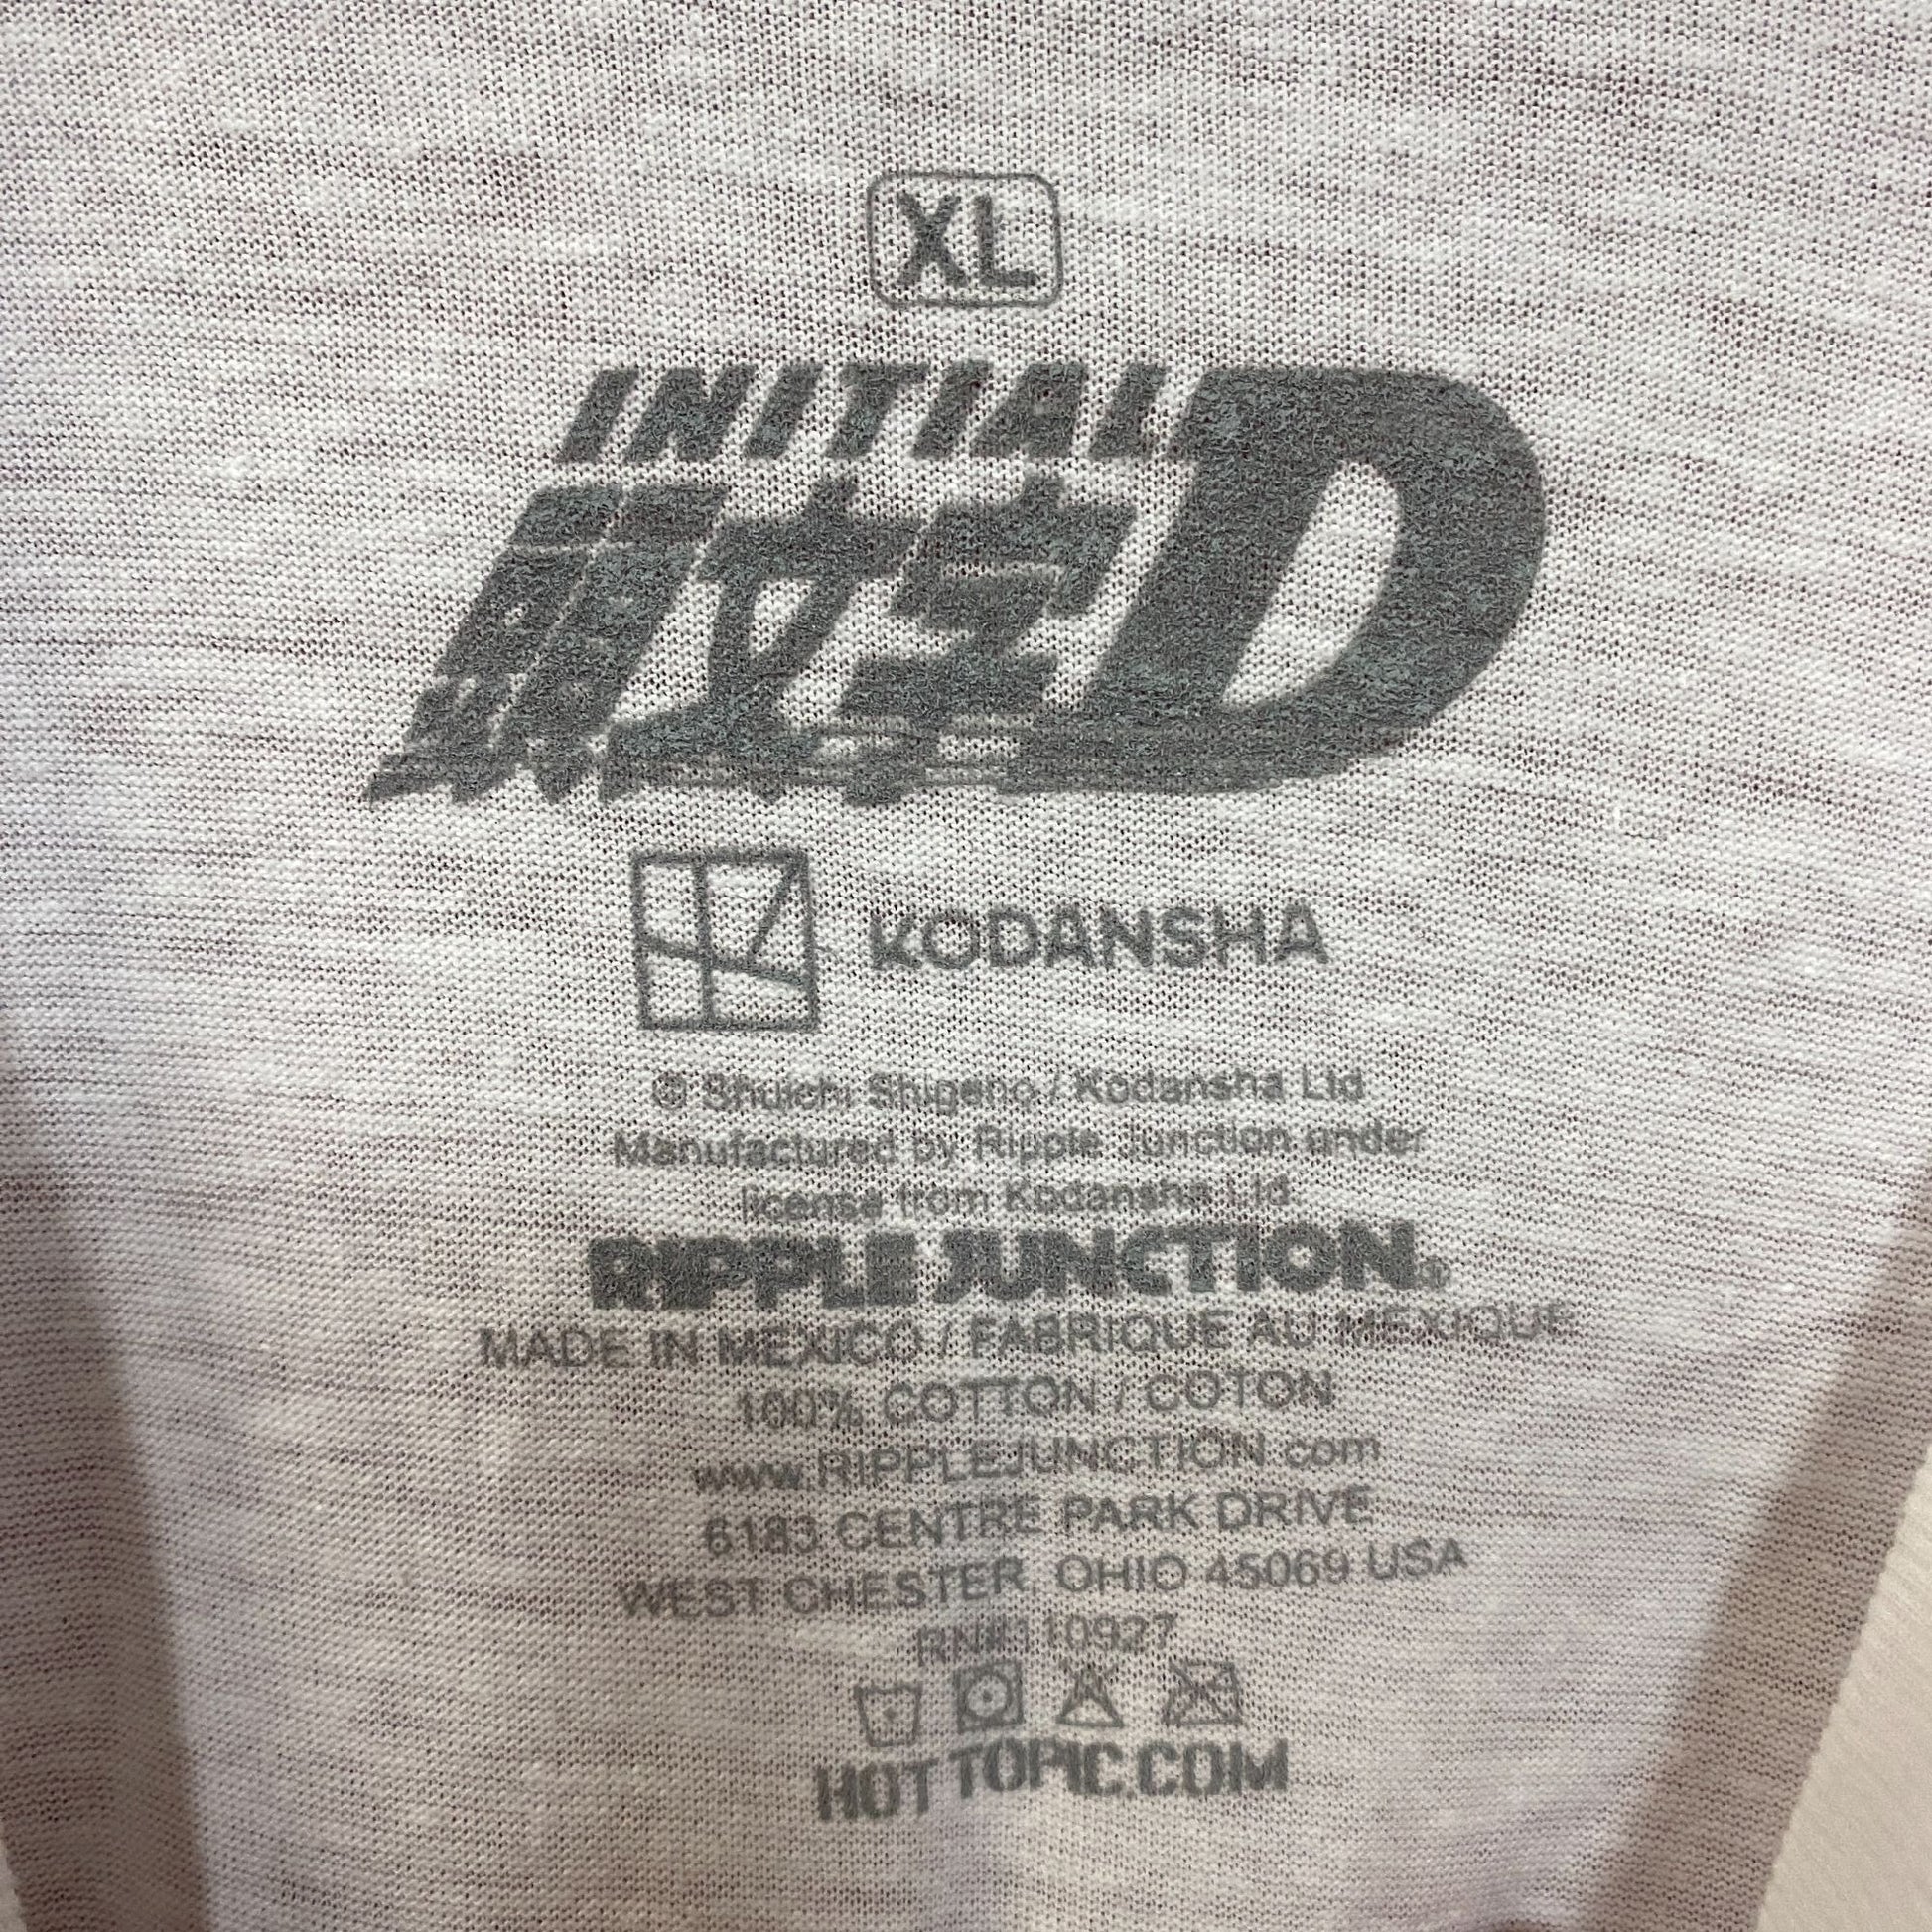 XL
INITIAL D
頭文字
KODANSHA
© Shuichi Shigeno / Kodansha Ltd
Manufactured by Ripple Junction under
license from Kodansha Ltd.
RIPPLE JUNCTION®
MADE IN MEXICO / FABRIQUE AU MEXIQUE
100% COTTON / COTON
www.RIPPLEJUNCTION.com
6183 CENTRE PARK DRIVE
WEST CHESTER, OHIO 45069 USA
RN#110927
HOT TOPIC.COM